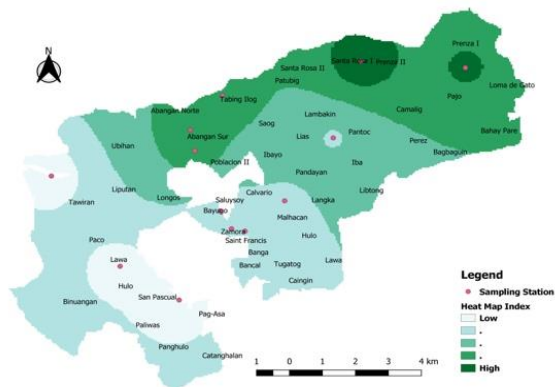 N
Prenza I
Santa Rosa I Prenza II
Santa Rosa II
Patubig
Loma de Gato
Pajo
Tabing Ilog
Abangan Norte
Camalig
Lambakin
Saog
Bahay Pare
Abangan Sur
Lias
Pantoc
Perez
Ubihan
Bagbaguin
Ibayo
Poblacion II
Iba
Pandayan
Liputan
Libtong
Calvario
Longos
Saluysoy
Langka
Tawiran
Bayugo
Malhacan
Zamora
Hulo
Paco
Saint Francis
Banga
Lawa
Lawa
Bancal
Tugatog
Hulo
Caingin
San Pascual
Binuangan
Pag-Asa
Paliwas
Panghulo
Catanghalan
Legend
Sampling Station
Heat Map Index
Low
.
.
.
High
1 0 1 2 3 4 km